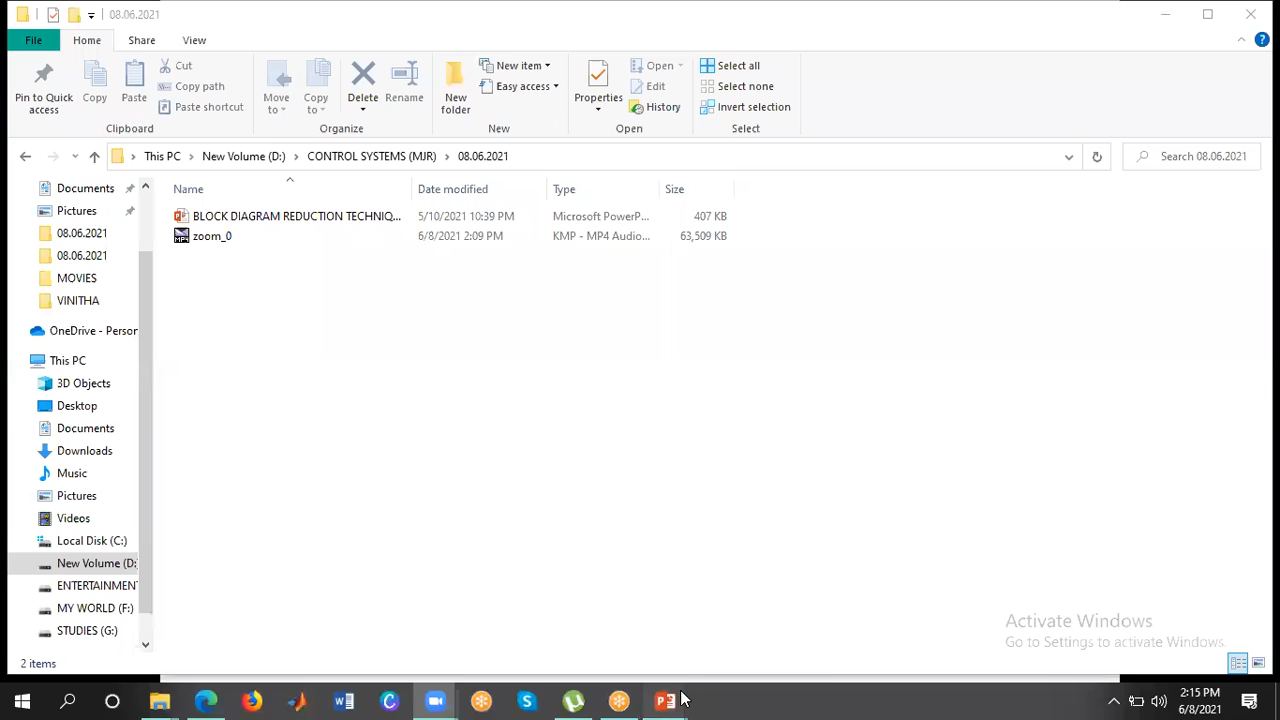 08.06.2021
File Home Share View
Pin to Quick access
Copy
Paste
Cut
Copy path
Paste shortcut
Clipboard
Move to
Copy to
Delete
Rename
Organize
New folder
New item
Easy access
New
Properties
Open
Edit
History
Open
Select all
Select none
Invert selection
Select
This PC New Volume (D:) CONTROL SYSTEMS (MJR) 08.06.2021
Search 08.06.2021
Name Date modified Type Size
BLOCK DIAGRAM REDUCTION TECHNIQ... 5/10/2021 10:39 PM Microsoft PowerP... 407 KB
zoom_0 6/8/2021 2:09 PM KMP - MP4 Audio... 63,509 KB
Documents
Pictures
08.06.2021
08.06.2021
MOVIES
VINITHA
OneDrive - Person
This PC
3D Objects
Desktop
Documents
Downloads
Music
Pictures
Videos
Local Disk (C:)
New Volume (D:
ENTERTAINMENT
MY WORLD (F:)
STUDIES (G:)
Activate Windows
Go to Settings to activate Windows.
2 items
2:15 PM
6/8/2021